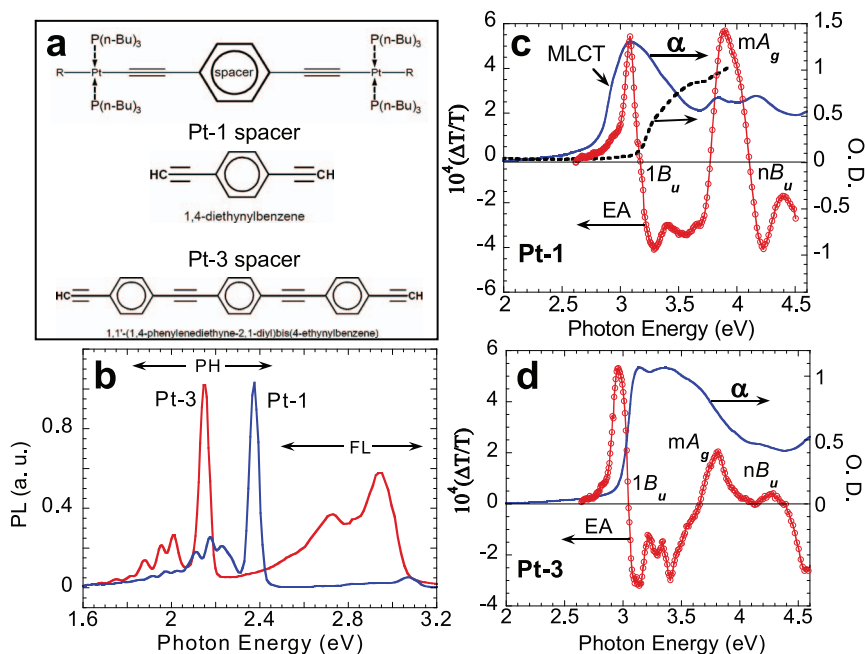 a
P(n-Bu)3 P(n-Bu)3
R Pt spacer Pt R
P(n-Bu)3 P(n-Bu)3
Pt-1 spacer
HC CH
1,4-diethynylbenzene
Pt-3 spacer
HC CH
1,1'-(1,4-phenylenediethyne-2,1-diyl)bis(4-ethynylbenzene)
b
PH
Pt-3 Pt-1
FL
PL (a. u.)
0.8
0.4
0
1.6 2 2.4 2.8 3.2
Photon Energy (eV)
c
MLCT
α
mAg
1Bu
nBu
EA
Pt-1
10⁴(ΔT/T)
6
4
2
0
-2
-4
-6
O. D.
1.5
1
0.5
0
-0.5
-1
2 2.5 3 3.5 4 4.5
Photon Energy (eV)
d
α
mAg
1Bu
nBu
EA
Pt-3
10⁴(ΔT/T)
6
4
2
0
-2
-4
O. D.
1
0.5
0
2 2.5 3 3.5 4 4.5
Photon Energy (eV)